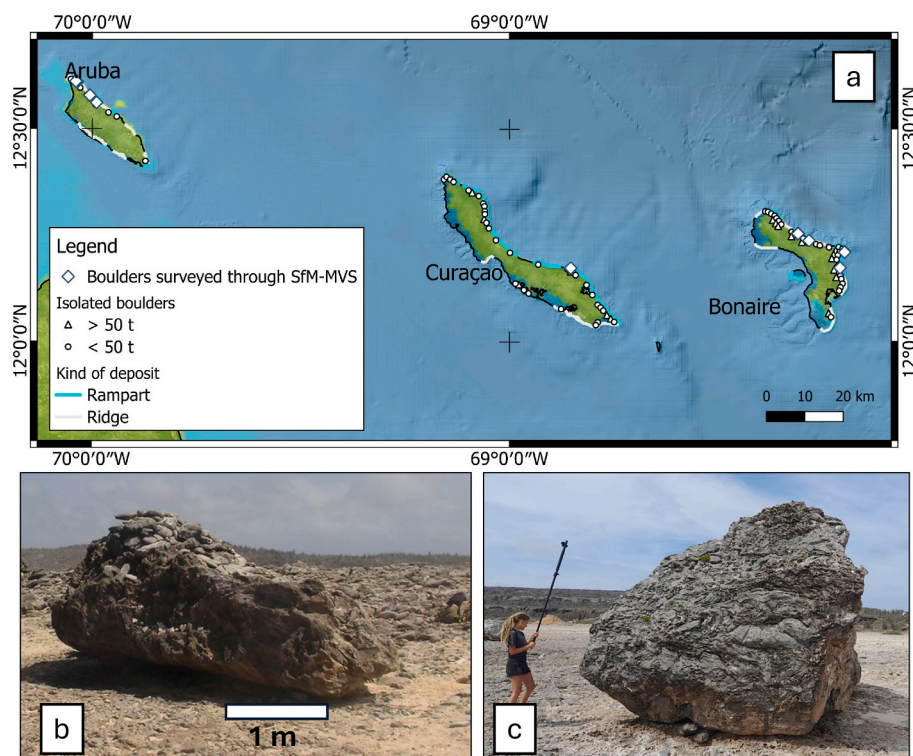 70°0'0"W 69°0'0"W
Aruba
a
12°30'0"N 12°30'0"N
Legend
Boulders surveyed through SfM-MVS
Isolated boulders
> 50 t
< 50 t
Kind of deposit
Rampart
Ridge
Curaçao
Bonaire
12°0'0"N 12°0'0"N
0 10 20 km
70°0'0"W 69°0'0"W
b
1 m
c